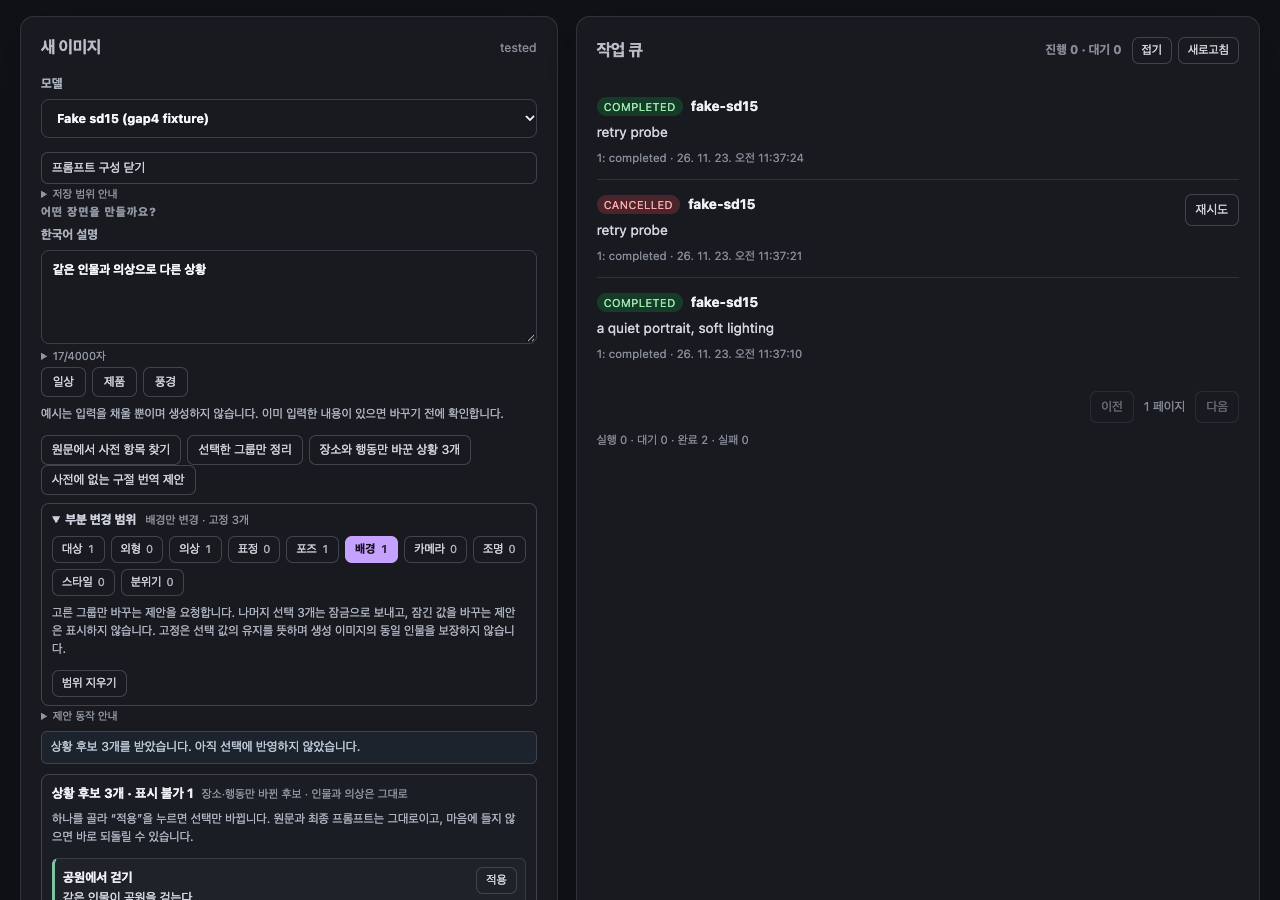 새 이미지
tested
모델
Fake sd15 (gap4 fixture)
프롬프트 구성 닫기
▶ 저장 범위 안내
어떤 장면을 만들까요?
한국어 설명
같은 인물과 의상으로 다른 상황
▶ 17/4000자
일상 제품 풍경
예시는 입력을 채울 뿐이며 생성하지 않습니다. 이미 입력한 내용이 있으면 바꾸기 전에 확인합니다.
원문에서 사전 항목 찾기 선택한 그룹만 정리 장소와 행동만 바꾼 상황 3개
사전에 없는 구절 번역 제안
▼ 부분 변경 범위 배경만 변경 · 고정 3개
대상 1 외형 0 의상 1 표정 0 포즈 1 배경 1 카메라 0 조명 0
스타일 0 분위기 0
고른 그룹만 바꾸는 제안을 요청합니다. 나머지 선택 3개는 잠금으로 보내고, 잠긴 값을 바꾸는 제안
은 표시하지 않습니다. 고정은 선택 값의 유지를 뜻하며 생성 이미지의 동일 인물을 보장하지 않습니
다.
범위 지우기
▶ 제안 동작 안내
상황 후보 3개를 받았습니다. 아직 선택에 반영하지 않았습니다.
상황 후보 3개 · 표시 불가 1 장소·행동만 바뀐 후보 · 인물과 의상은 그대로
하나를 골라 “적용”을 누르면 선택만 바뀝니다. 원문과 최종 프롬프트는 그대로이고, 마음에 들지 않
으면 바로 되돌릴 수 있습니다.
공원에서 걷기
적용
같은 인물이 공원을 걷는다
작업 큐
진행 0 · 대기 0 접기 새로고침
COMPLETED fake-sd15
retry probe
1: completed · 26. 11. 23. 오전 11:37:24
CANCELLED fake-sd15
재시도
retry probe
1: completed · 26. 11. 23. 오전 11:37:21
COMPLETED fake-sd15
a quiet portrait, soft lighting
1: completed · 26. 11. 23. 오전 11:37:10
이전 1 페이지 다음
실행 0 · 대기 0 · 완료 2 · 실패 0